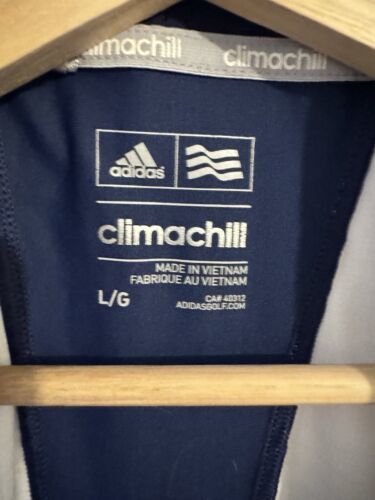 climachill climachill
adidas
climachill
MADE IN VIETNAM
FABRIQUE AU VIETNAM
L/G
CA# 40312
ADIDASGOLF.COM